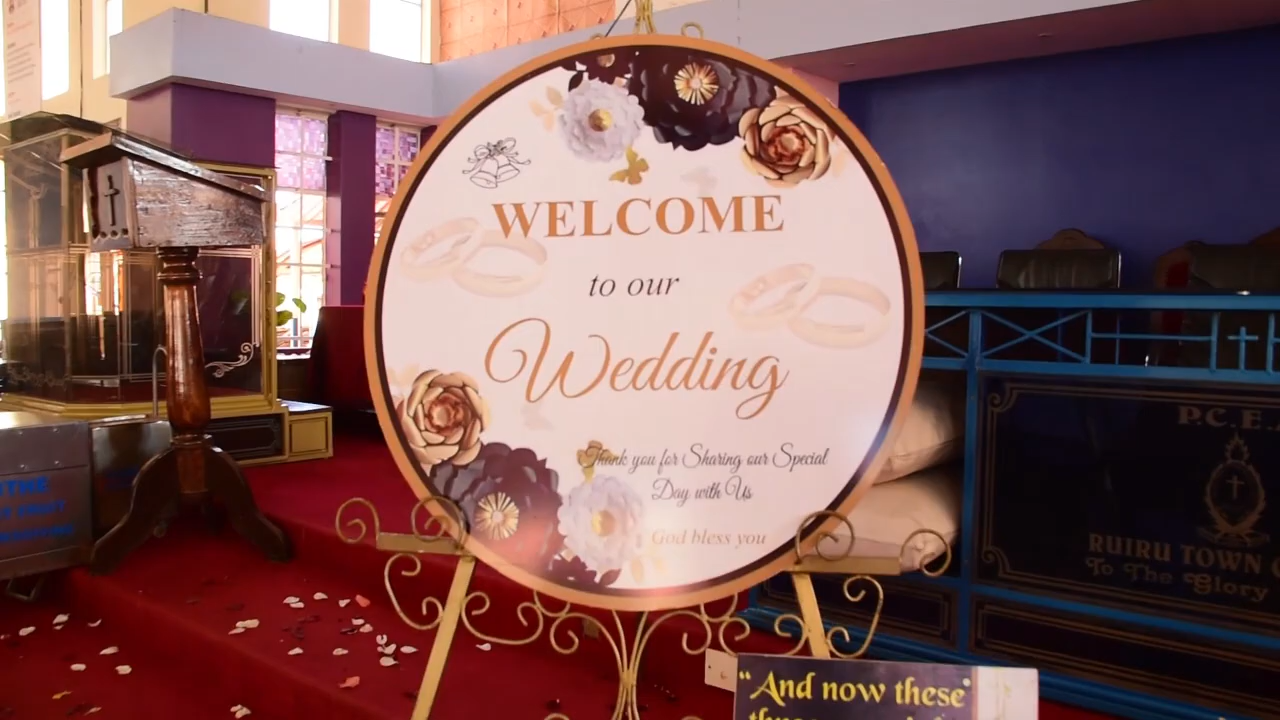 WELCOME
to our
Wedding
Thank you for Sharing our Special
Day with Us
God bless you
P.C.E.
RUIRU TOWN
To The Glory
"And now these